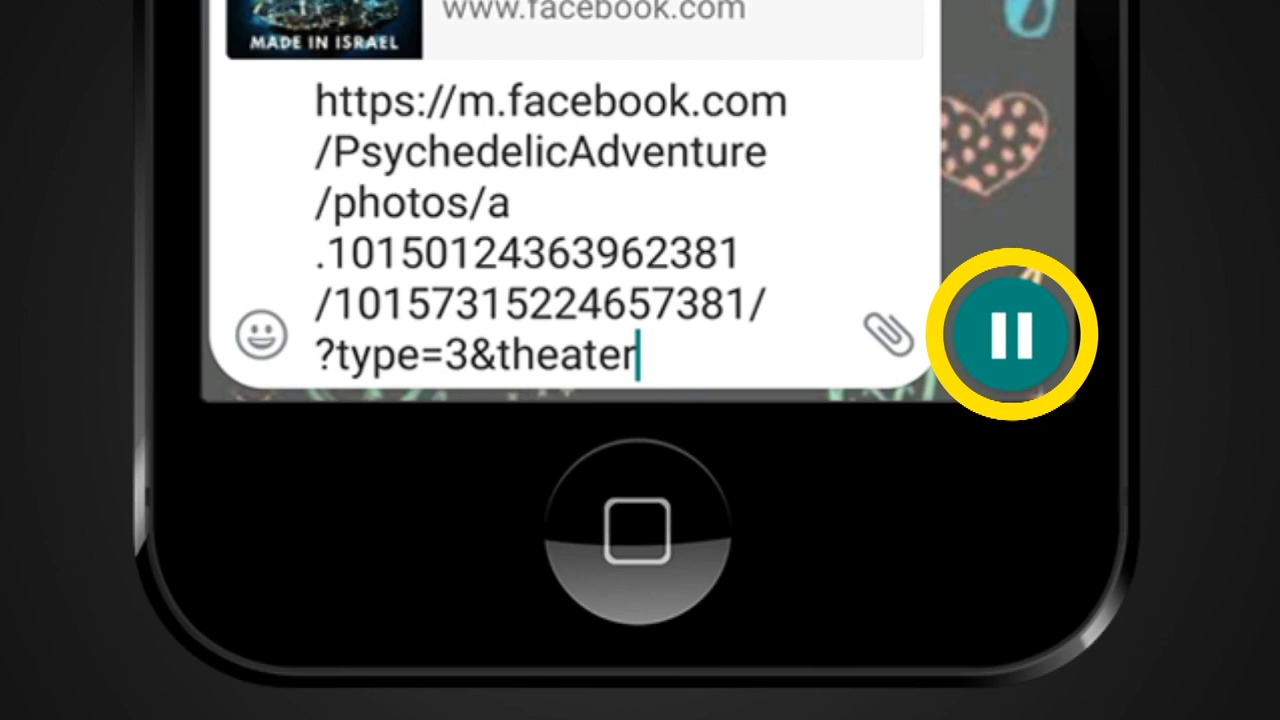 www.facebook.com
MADE IN ISRAEL
https://m.facebook.com
/PsychedelicAdventure
/photos/a
.10150124363962381
/10157315224657381/
?type=3&theater